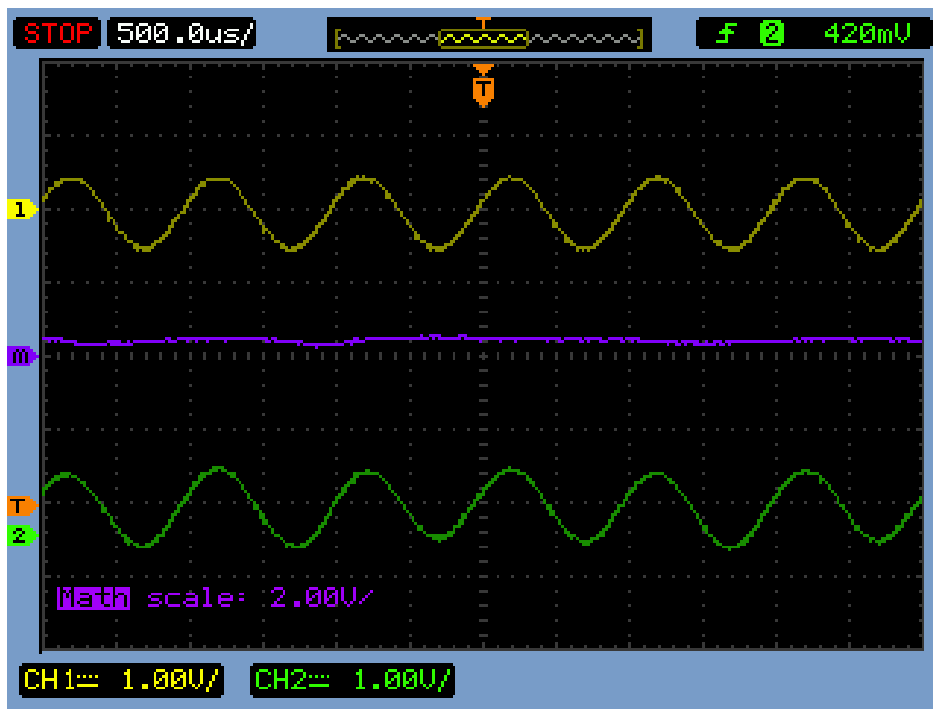 STOP 500.0us/ T 2 420mV
T
1
m
T
2
Math scale: 2.00V/
CH1 1.00V/ CH2 1.00V/